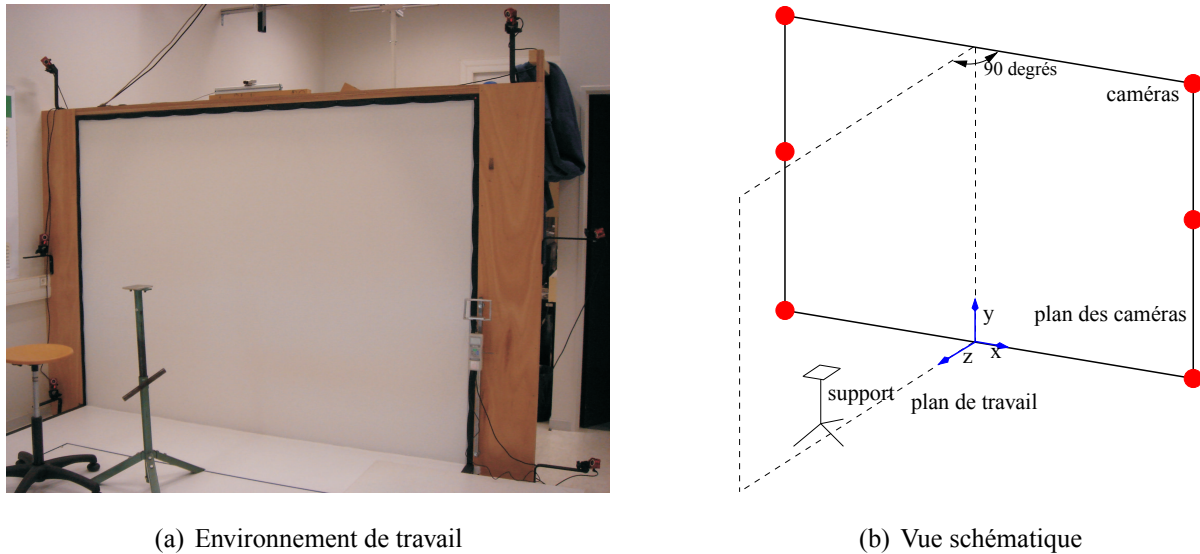 90 degrés
caméras
plan des caméras
y
z
x
support
plan de travail
(a) Environnement de travail
(b) Vue schématique